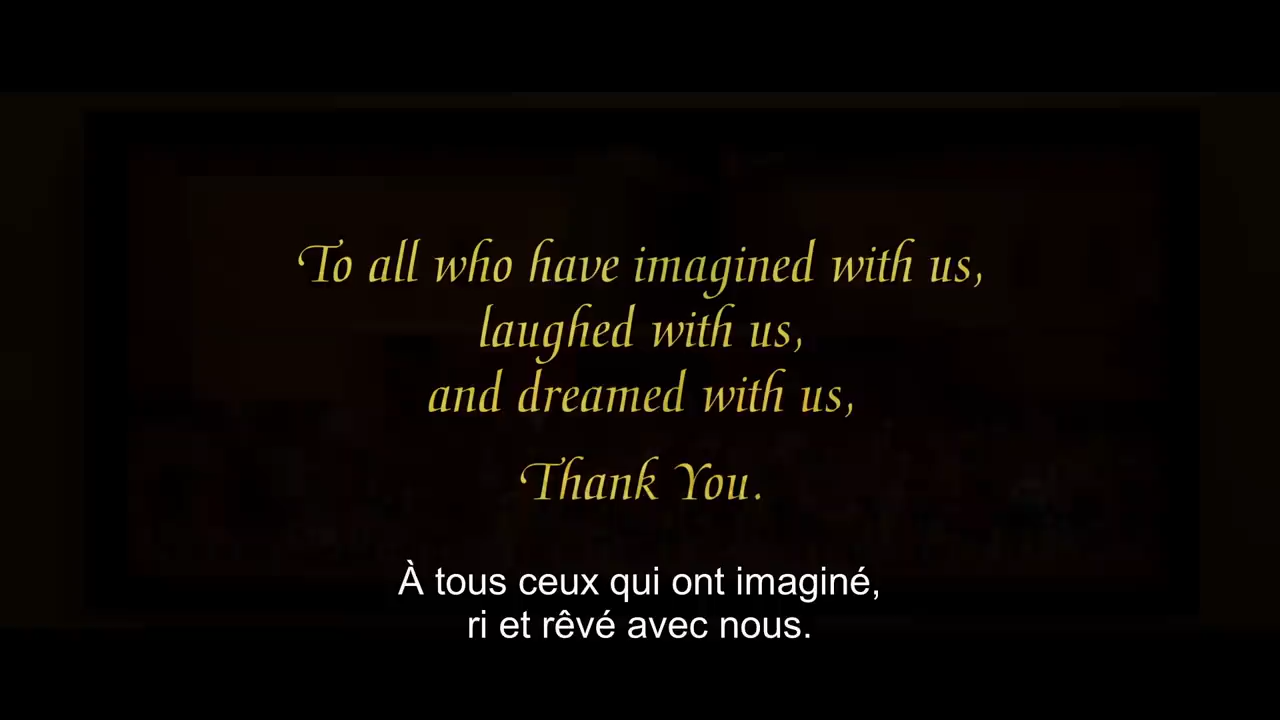 To all who have imagined with us,
laughed with us,
and dreamed with us,
Thank You.
À tous ceux qui ont imaginé,
ri et rêvé avec nous.